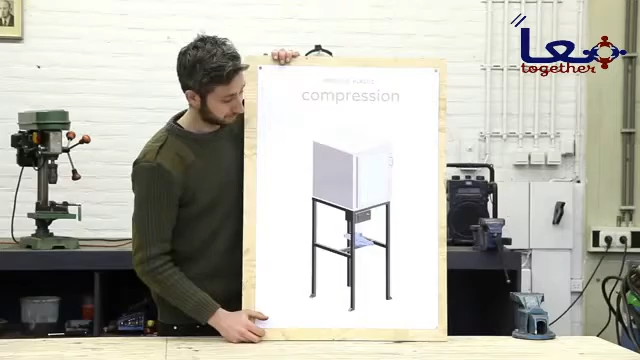 معاً
together
compression